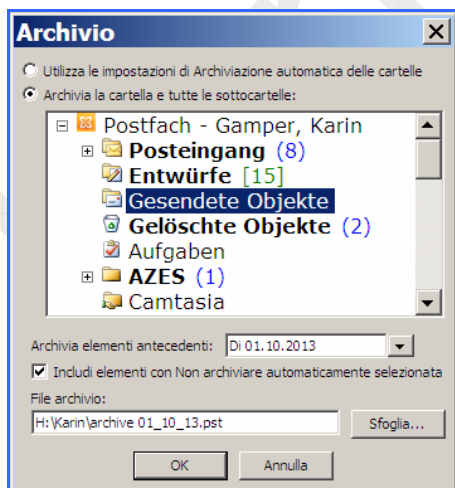 Archivio
Utilizza le impostazioni di Archiviazione automatica delle cartelle
Archivia la cartella e tutte le sottocartelle:
Postfach - Gamper, Karin
Posteingang (8)
Entwürfe [15]
Gesendete Objekte
Gelöschte Objekte (2)
Aufgaben
AZES (1)
Camtasia
Archivia elementi antecedenti: Di 01.10.2013
Includi elementi con Non archiviare automaticamente selezionata
File archivio:
H:\Karin\archive 01_10_13.pst Sfoglia...
OK Annulla